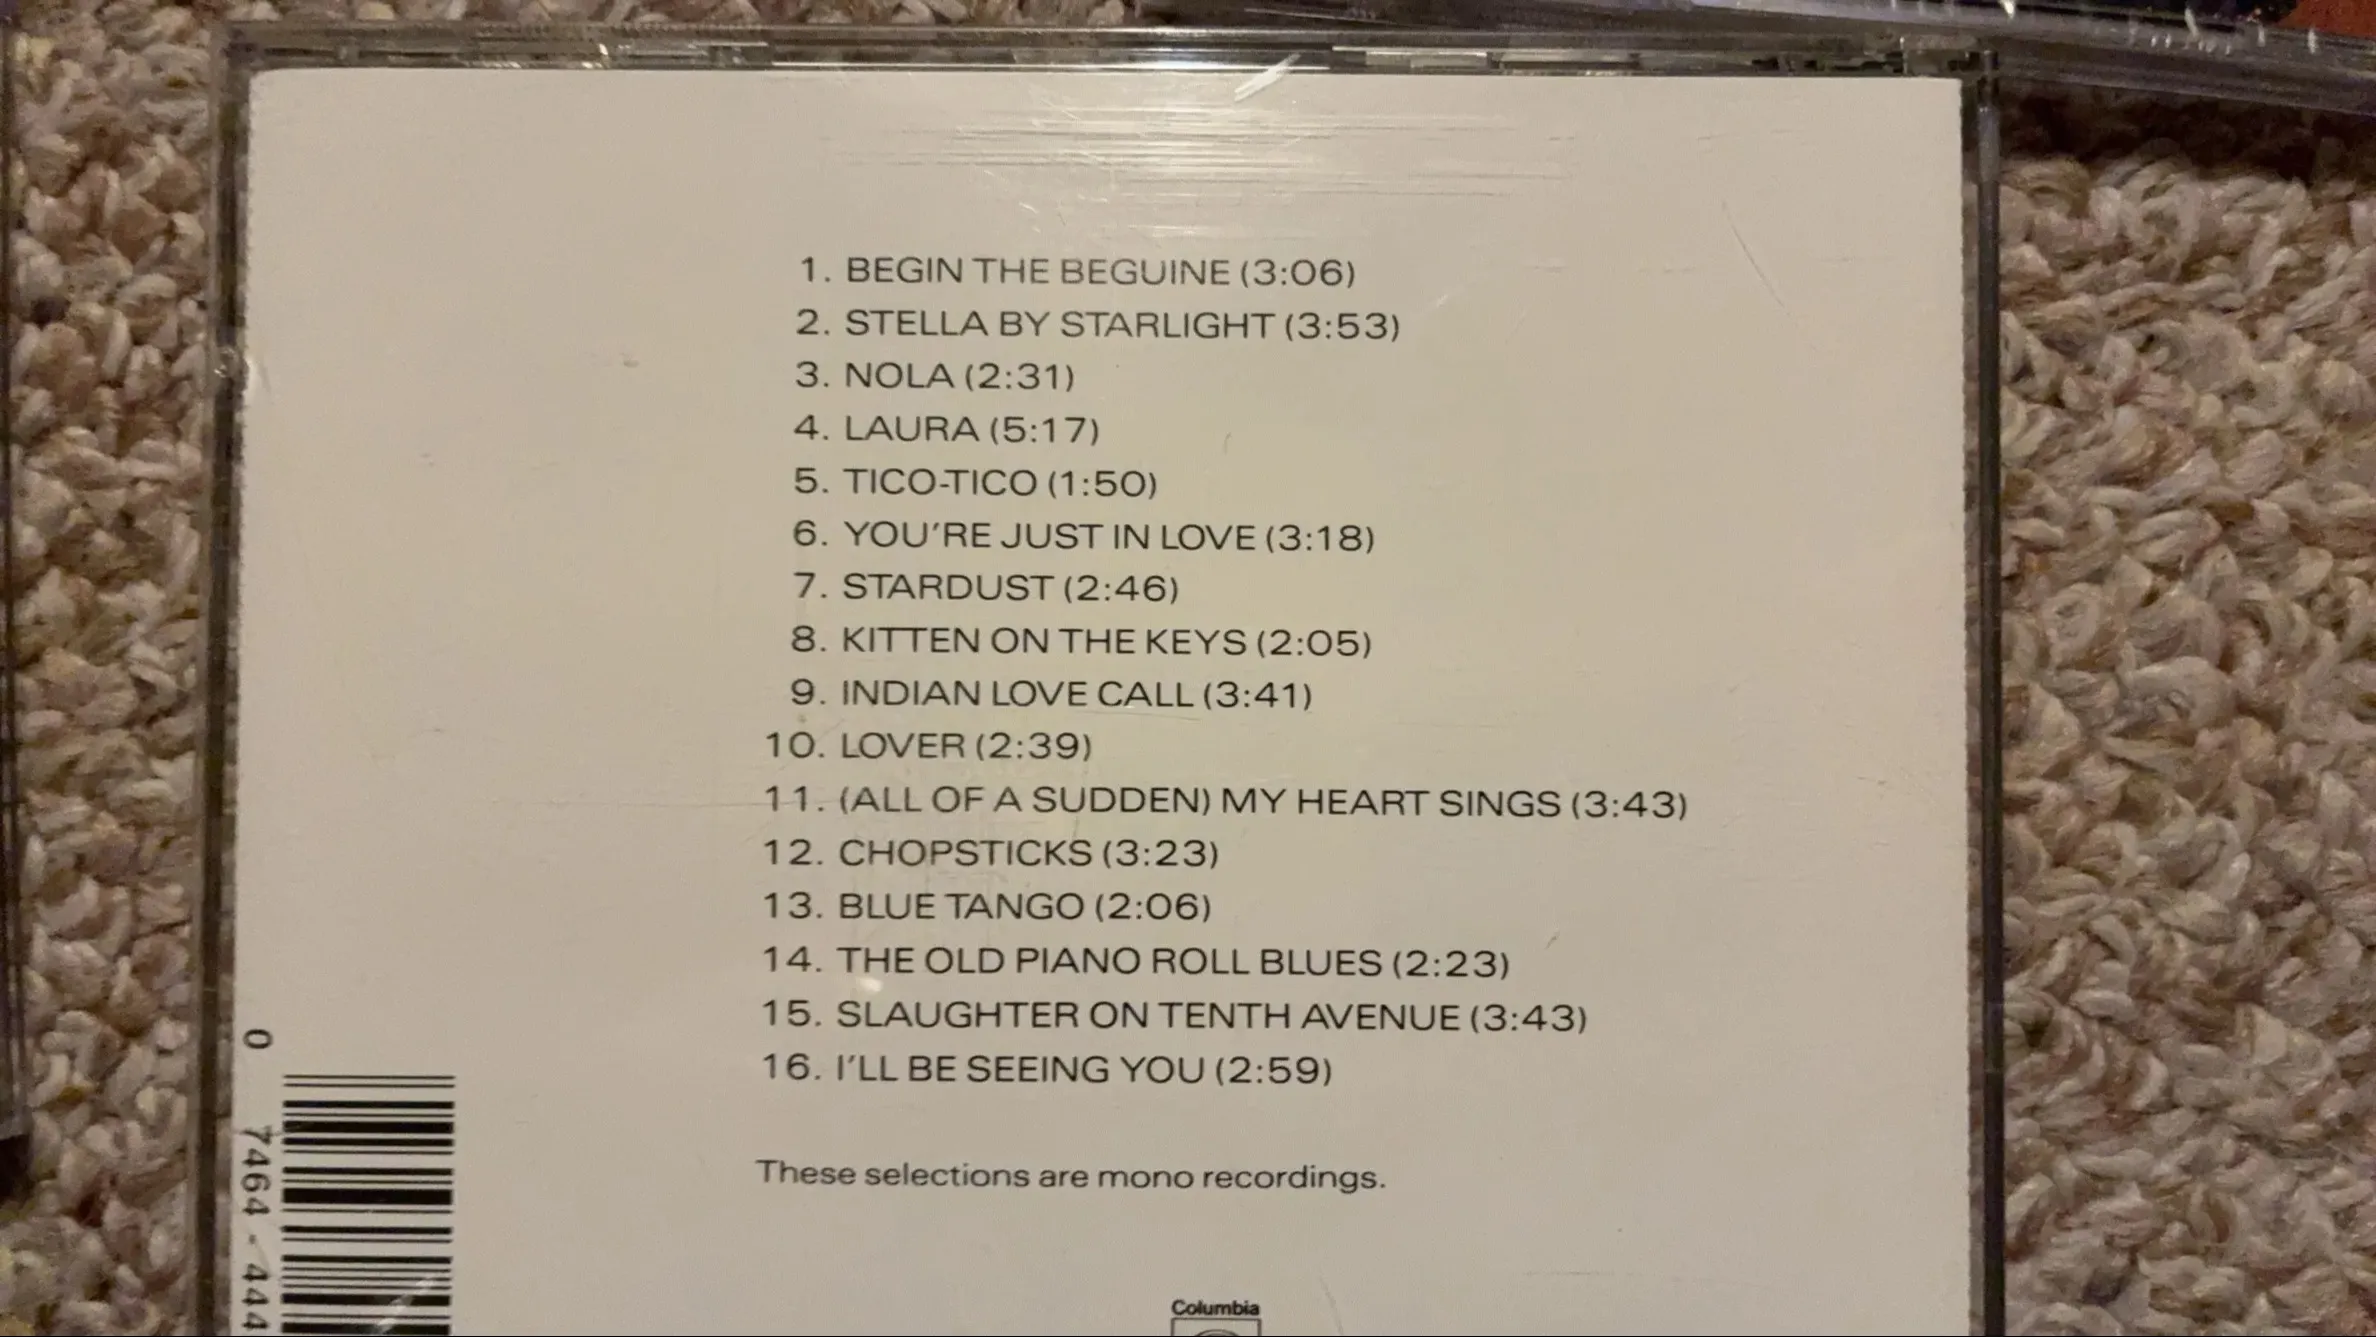 1. BEGIN THE BEGUINE (3:06)
2. STELLA BY STARLIGHT (3:53)
3. NOLA (2:31)
4. LAURA (5:17)
5. TICO-TICO (1:50)
6. YOU'RE JUST IN LOVE (3:18)
7. STARDUST (2:46)
8. KITTEN ON THE KEYS (2:05)
9. INDIAN LOVE CALL (3:41)
10. LOVER (2:39)
11. (ALL OF A SUDDEN) MY HEART SINGS (3:43)
12. CHOPSTICKS (3:23)
13. BLUE TANGO (2:06)
14. THE OLD PIANO ROLL BLUES (2:23)
15. SLAUGHTER ON TENTH AVENUE (3:43)
16. I'LL BE SEEING YOU (2:59)
These selections are mono recordings.
Columbia
0 7464 - 444